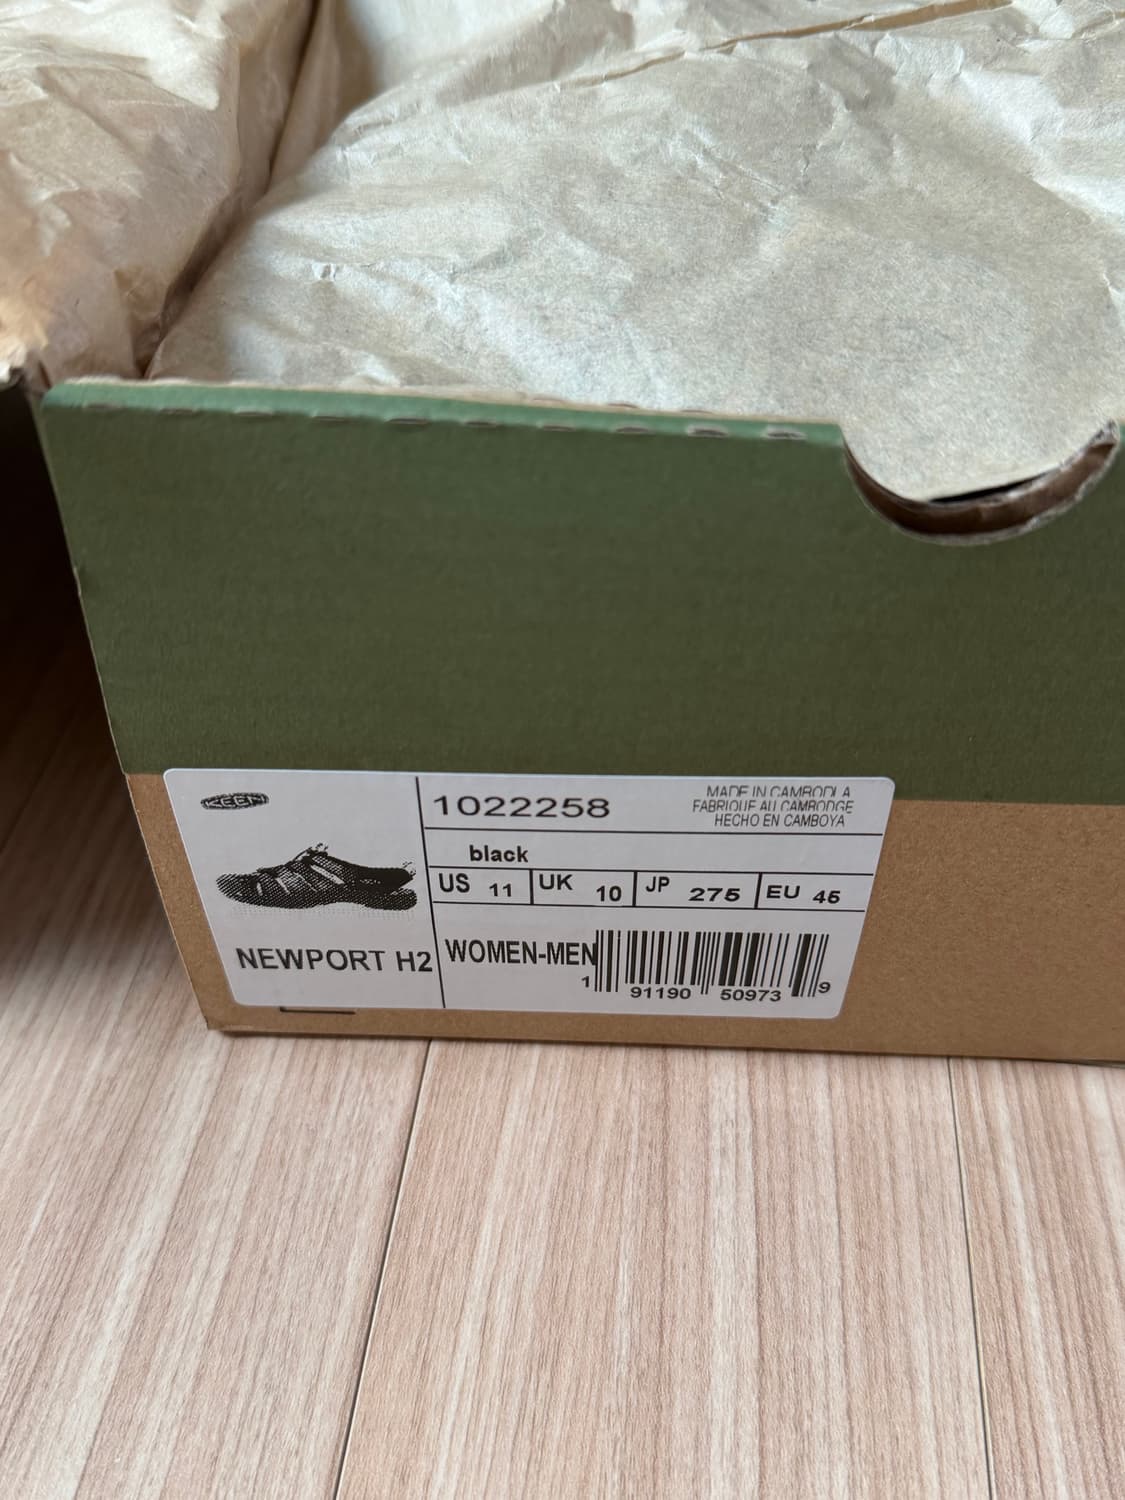 KEEN
1022258
MADE IN CAMBODIA
FABRIQUE AU CAMBODGE
HECHO EN CAMBOYA
black
US 11 UK 10 JP 275 EU 45
NEWPORT H2
WOMEN-MEN
1 91190 50973 9